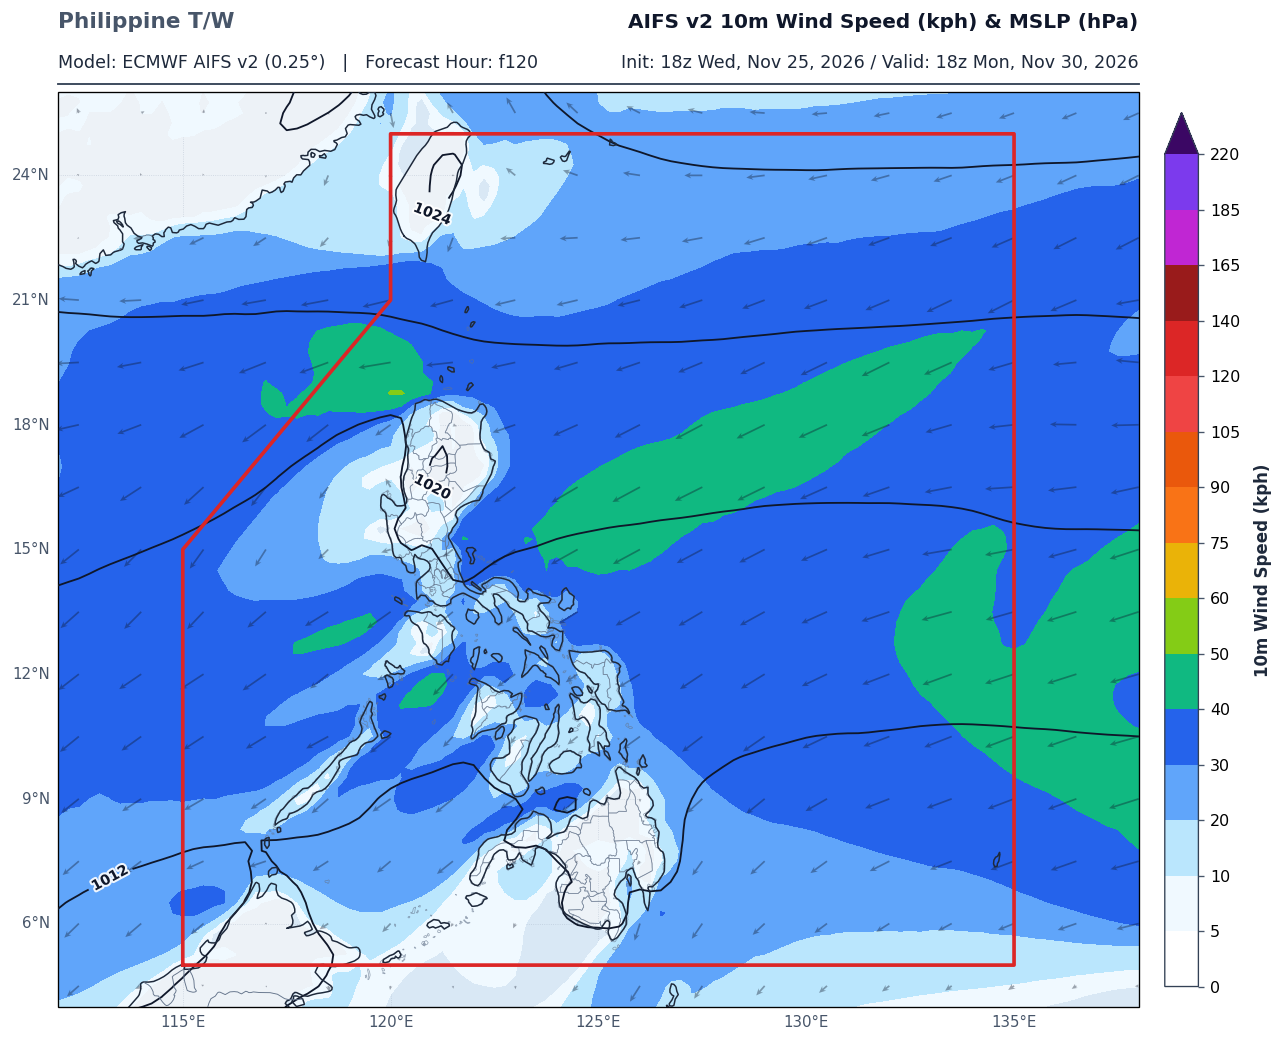 Philippine T/W
AIFS v2 10m Wind Speed (kph) & MSLP (hPa)
Model: ECMWF AIFS v2 (0.25°) | Forecast Hour: f120
Init: 18z Wed, Nov 25, 2026 / Valid: 18z Mon, Nov 30, 2026
24°N
21°N
18°N
15°N
12°N
9°N
6°N
115°E
120°E
125°E
130°E
135°E
1024
1020
1012
220
185
165
140
120
105
90
75
60
50
40
30
20
10
5
0
10m Wind Speed (kph)